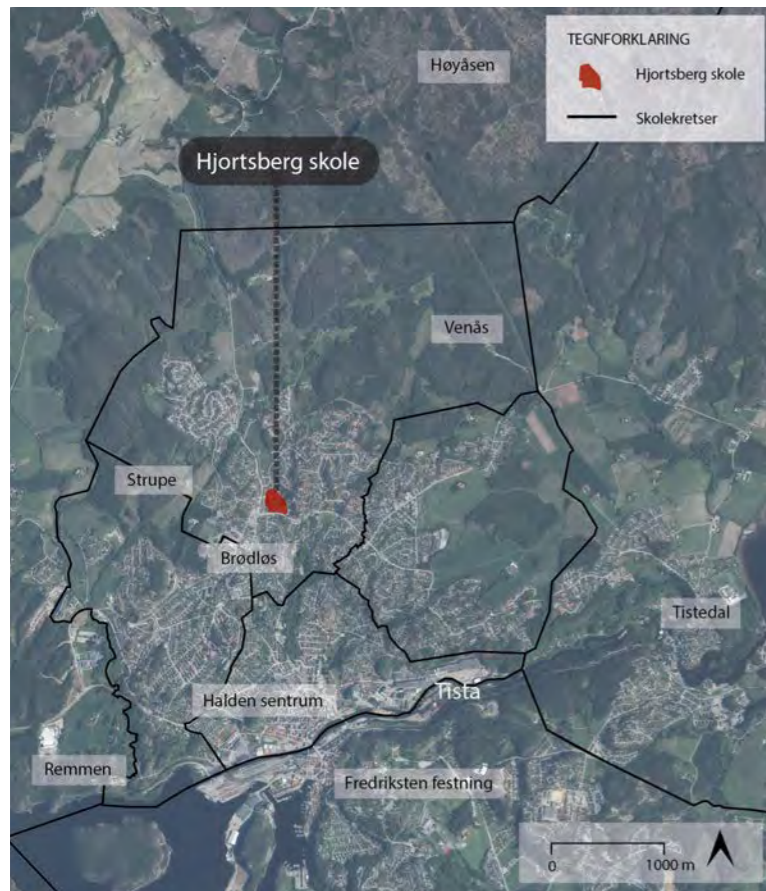 TEGNFORKLARING
Hjortsberg skole
Skolekretser
Høyåsen
Hjortsberg skole
Venås
Strupe
Brødløs
Tistedal
Tista
Halden sentrum
Remmen
Fredriksten festning
0 1000 m